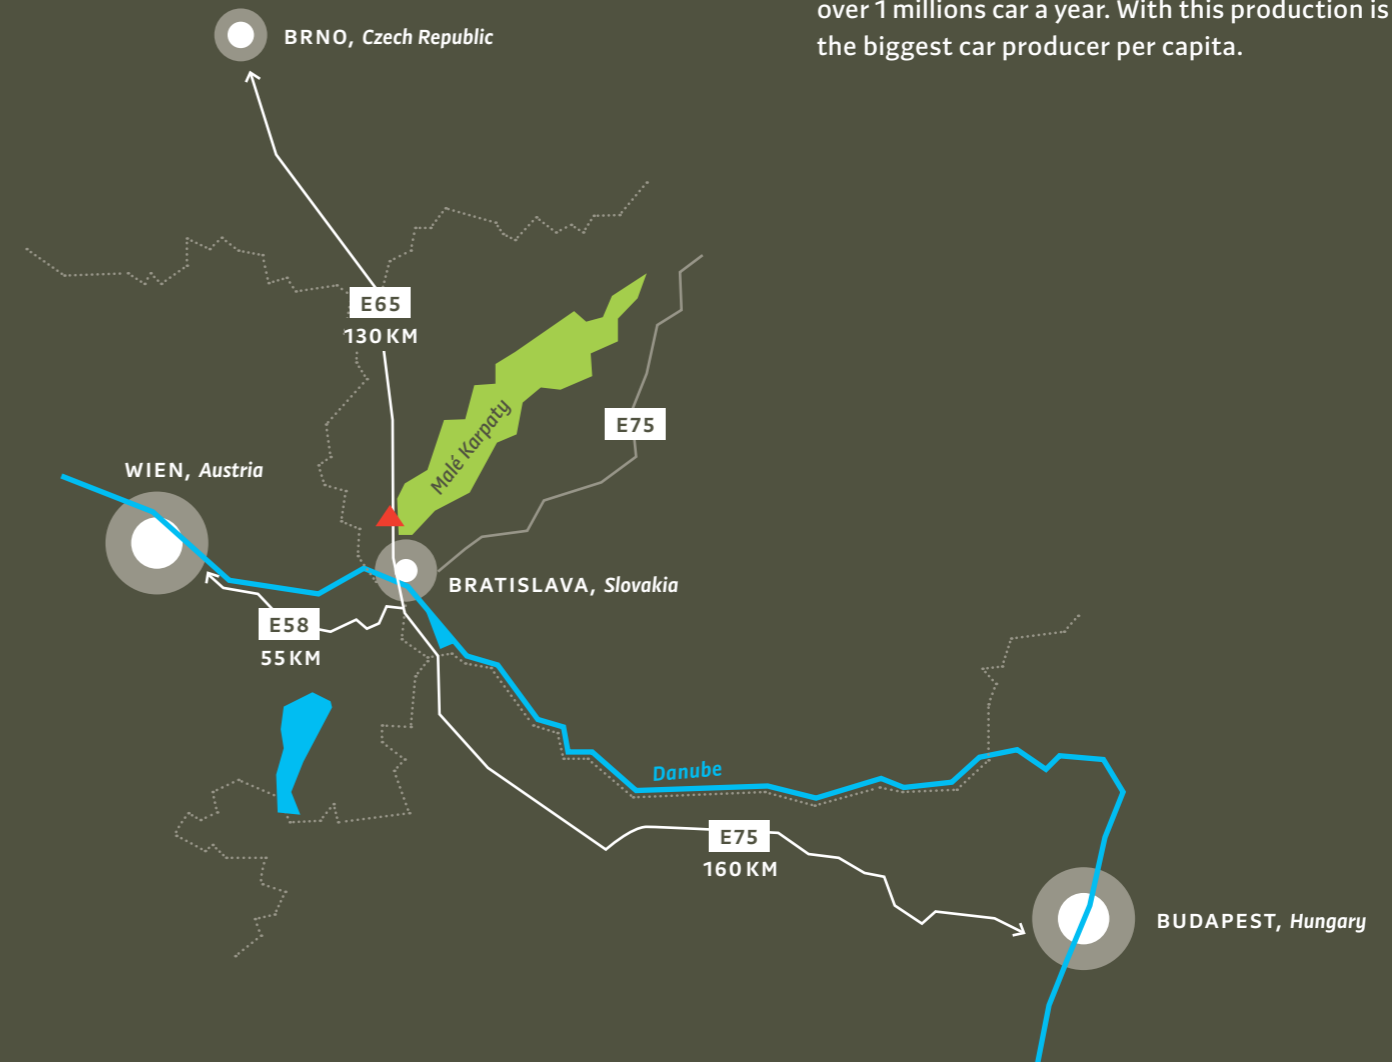 over 1 millions car a year. With this production is
the biggest car producer per capita.
BRNO, Czech Republic
E65
130 KM
Malé Karpaty
E75
WIEN, Austria
BRATISLAVA, Slovakia
E58
55 KM
Danube
E75
160 KM
BUDAPEST, Hungary